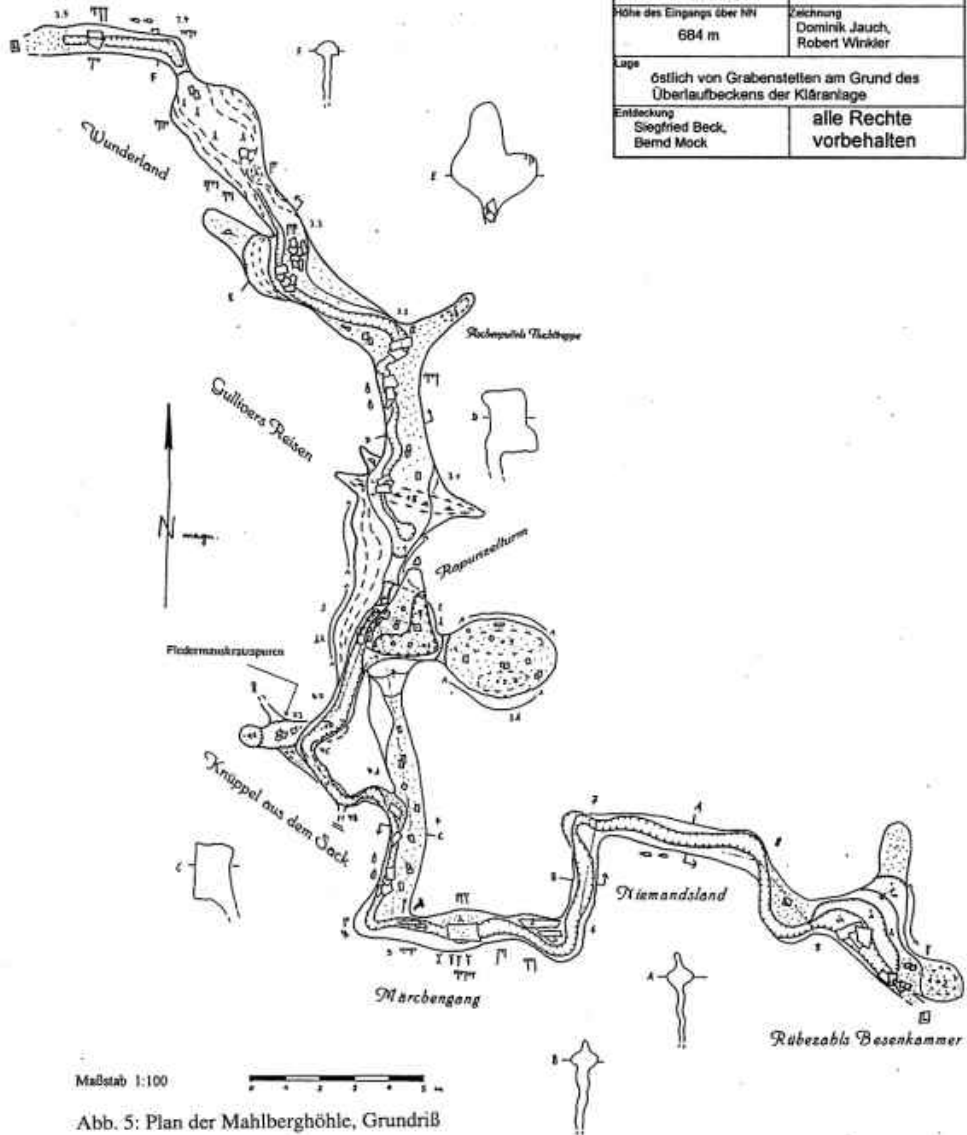 Höhe des Eingangs über NN
684 m
Zeichnung
Dominik Jauch,
Robert Winkler
Lage
östlich von Grabenstetten am Grund des
Überlaufbeckens der Kläranlage
Entdeckung
Siegfried Beck,
Bernd Mock
alle Rechte
vorbehalten
F
Wunderland
E
Gullivers Reisen
D
N magn.
Rapunzelturm
Fledermauskratzspuren
Knüppel aus dem Sack
C
Niemandsland
Märchengang
A
Rübezahls Besenkammer
B
Maßstab 1:100
Abb. 5: Plan der Mahlberghöhle, Grundriß